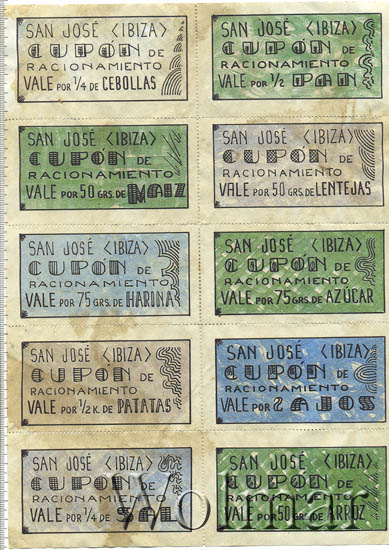 SAN JOSÉ <IBIZA>
CUPÓN DE
RACIONAMIENTO
VALE POR 1/4 DE CEBOLLAS
SAN JOSÉ <IBIZA>
CUPÓN DE
RACIONAMIENTO
VALE POR 1/2 PAN
SAN JOSÉ <IBIZA>
CUPÓN DE
RACIONAMIENTO
VALE POR 50 GRS. DE MAIZ
SAN JOSÉ <IBIZA>
CUPÓN DE
RACIONAMIENTO
VALE POR 50 GRS. DE LENTEJAS
SAN JOSÉ <IBIZA>
CUPÓN DE
RACIONAMIENTO
VALE POR 75 GRS. DE HARINA
SAN JOSÉ <IBIZA>
CUPÓN DE
RACIONAMIENTO
VALE POR 75 GRS. DE AZÚCAR
SAN JOSÉ <IBIZA>
CUPÓN DE
RACIONAMIENTO
VALE POR 1/2 K. DE PATATAS
SAN JOSÉ <IBIZA>
CUPÓN DE
RACIONAMIENTO
VALE POR 2 AJOS
SAN JOSÉ <IBIZA>
CUPÓN DE
RACIONAMIENTO
VALE POR 1/4 DE SAL
SAN JOSÉ <IBIZA>
CUPÓN DE
RACIONAMIENTO
VALE POR 50 GRS. DE ARROZ